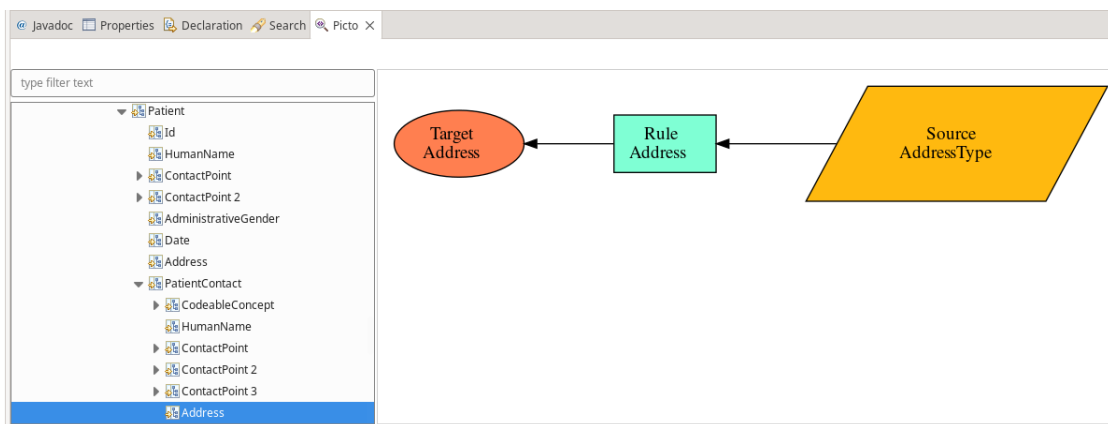 @ Javadoc Properties Declaration Search Picto
type filter text
Patient
Id
HumanName
ContactPoint
ContactPoint 2
AdministrativeGender
Date
Address
PatientContact
CodeableConcept
HumanName
ContactPoint
ContactPoint 2
ContactPoint 3
Address
Target
Address
Rule
Address
Source
AddressType